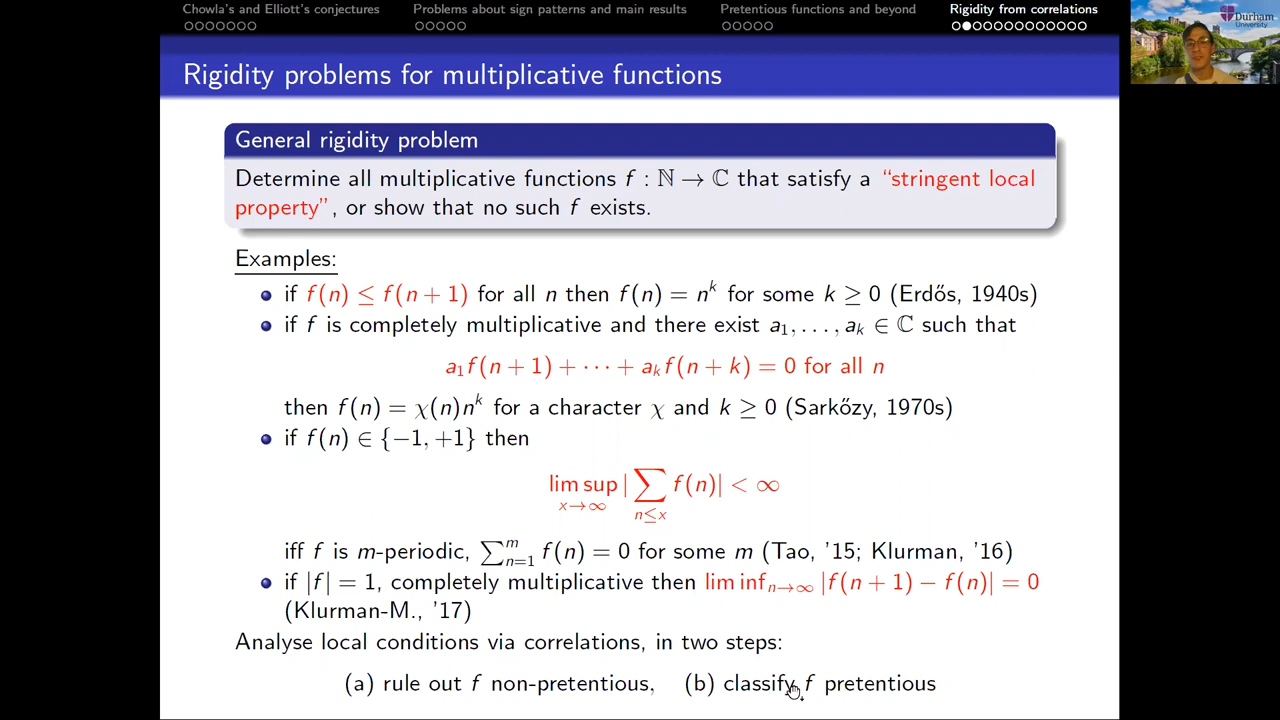 Chowla's and Elliott's conjectures Problems about sign patterns and main results Pretentious functions and beyond Rigidity from correlations
Durham
University
Rigidity problems for multiplicative functions
General rigidity problem
Determine all multiplicative functions f : ℕ → ℂ that satisfy a "stringent local
property", or show that no such f exists.
Examples:
if f(n) ≤ f(n + 1) for all n then f(n) = n^k for some k ≥ 0 (Erdős, 1940s)
if f is completely multiplicative and there exist a₁, . . . , aₖ ∈ ℂ such that
a₁f(n + 1) + · · · + aₖf(n + k) = 0 for all n
then f(n) = χ(n)n^k for a character χ and k ≥ 0 (Sarkőzy, 1970s)
if f(n) ∈ {−1, +1} then
lim sup_{x→∞} | ∑_{n≤x} f(n)| < ∞
iff f is m-periodic, ∑_{n=1}^{m} f(n) = 0 for some m (Tao, '15; Klurman, '16)
if |f| = 1, completely multiplicative then lim inf_{n→∞} |f(n + 1) − f(n)| = 0
(Klurman-M., '17)
Analyse local conditions via correlations, in two steps:
(a) rule out f non-pretentious, (b) classify f pretentious